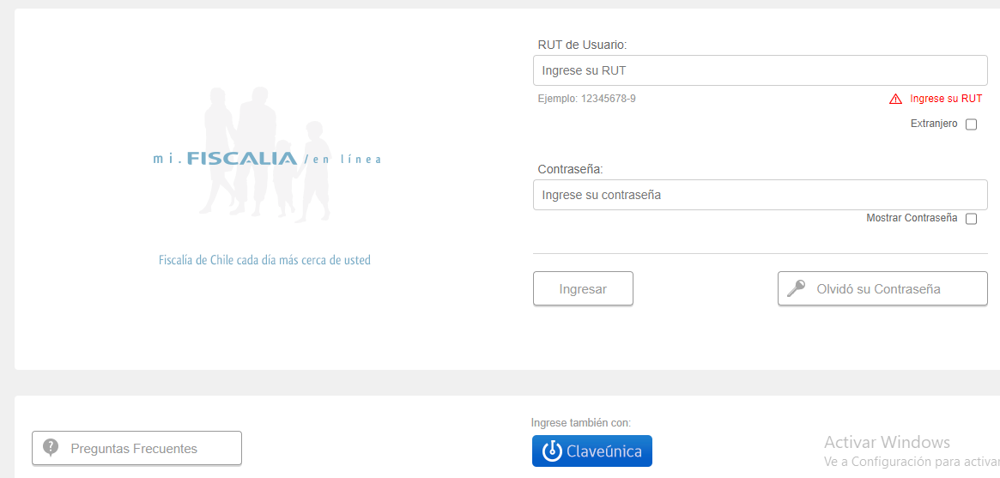 RUT de Usuario:
Ingrese su RUT
Ejemplo: 12345678-9
Ingrese su RUT
Extranjero
mi.FISCALIA/en línea
Contraseña:
Ingrese su contraseña
Mostrar Contraseña
Fiscalía de Chile cada día más cerca de usted
Ingresar
Olvidó su Contraseña
Ingrese también con:
Preguntas Frecuentes
Claveúnica
Activar Windows
Ve a Configuración para activar